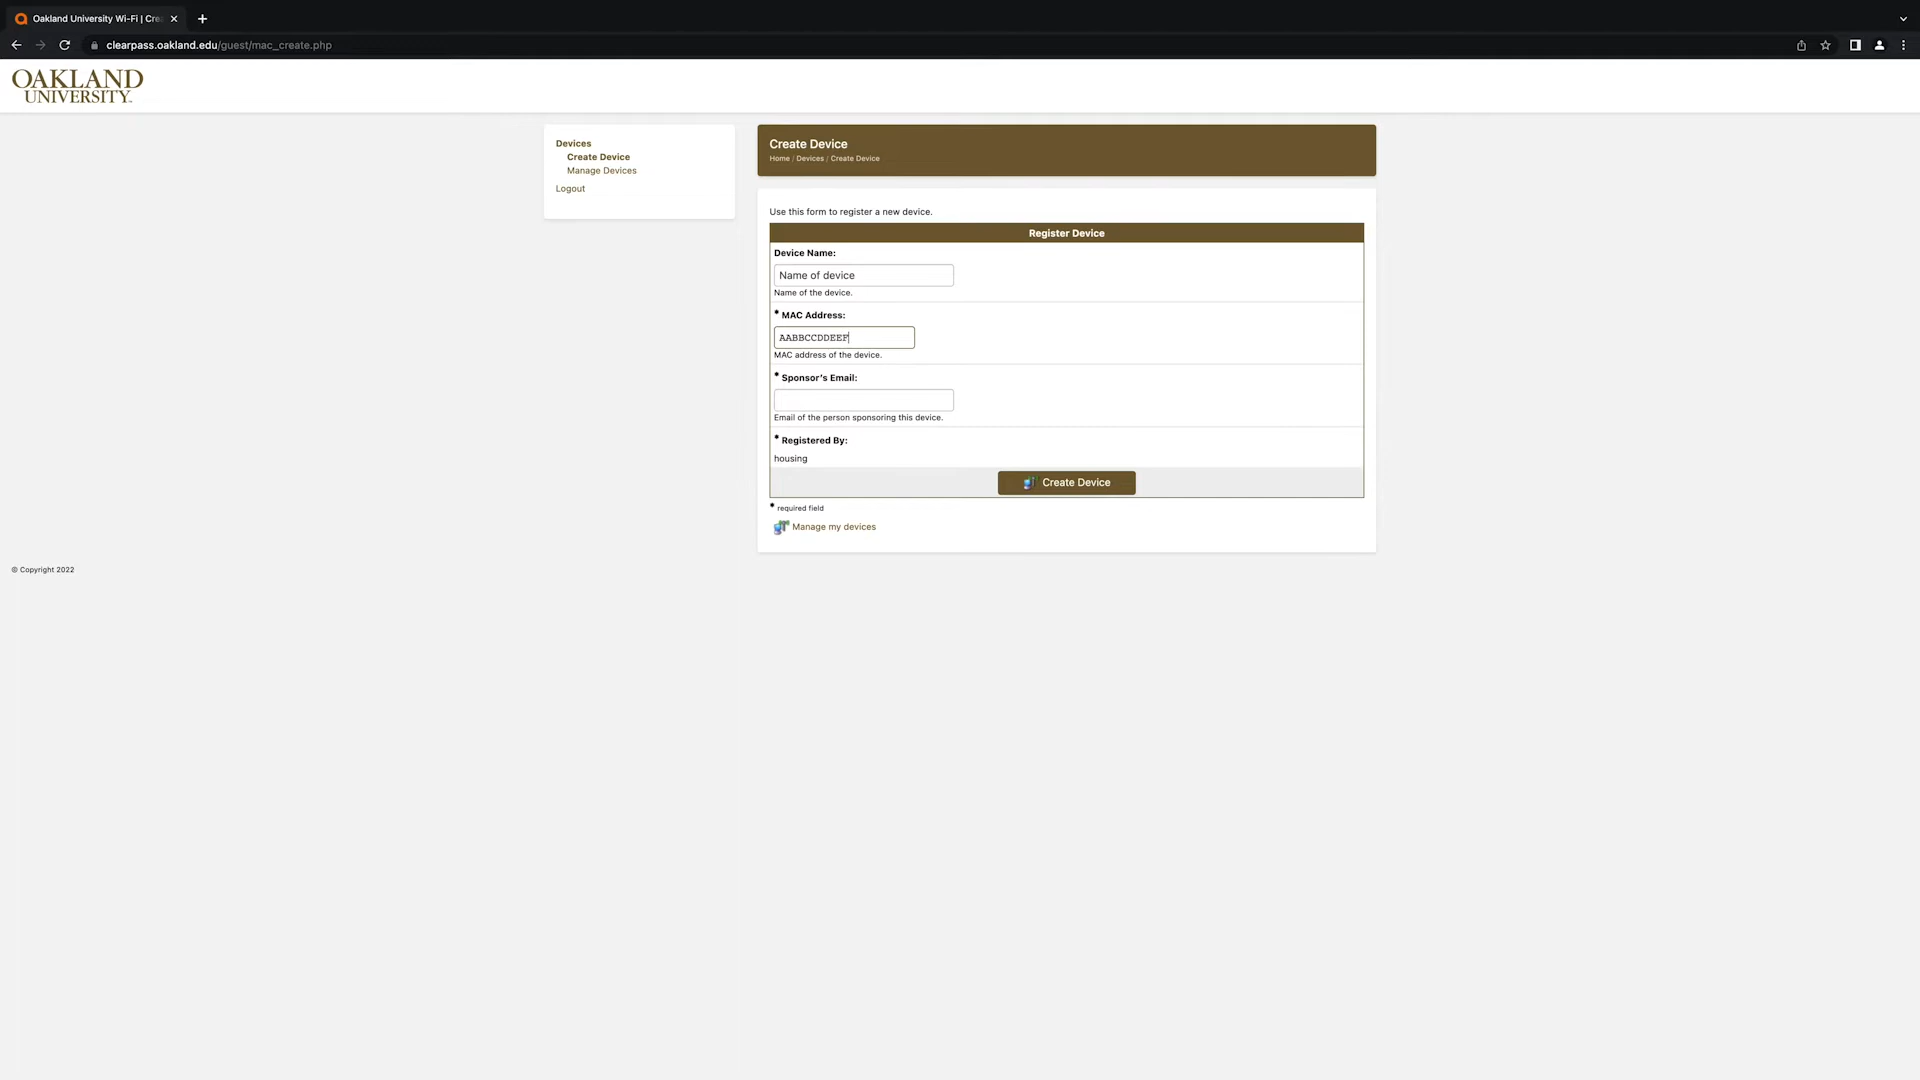 Oakland University Wi-Fi | Cre
clearpass.oakland.edu/guest/mac_create.php
OAKLAND
UNIVERSITY™
Devices
Create Device
Manage Devices
Logout
Create Device
Home / Devices / Create Device
Use this form to register a new device.
Register Device
Device Name:
Name of device
Name of the device.
* MAC Address:
AABBCCDDEEF
MAC address of the device.
* Sponsor's Email:
Email of the person sponsoring this device.
* Registered By:
housing
Create Device
* required field
Manage my devices
© Copyright 2022